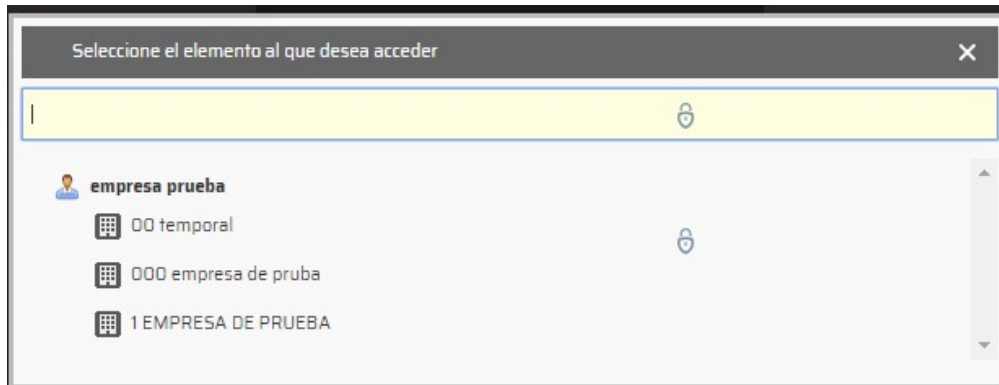 Seleccione el elemento al que desea acceder
empresa prueba
00 temporal
000 empresa de pruba
1 EMPRESA DE PRUEBA